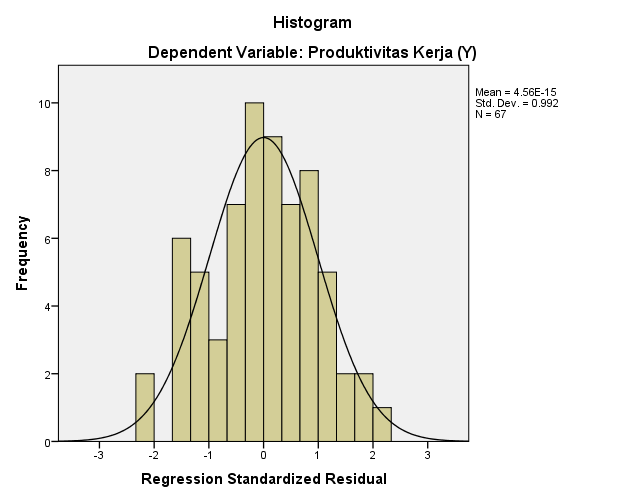 Histogram
Dependent Variable: Produktivitas Kerja (Y)
Mean = 4.56E-15
Std. Dev. = 0.992
N = 67
Frequency
10
8
6
4
2
0
-3 -2 -1 0 1 2 3
Regression Standardized Residual